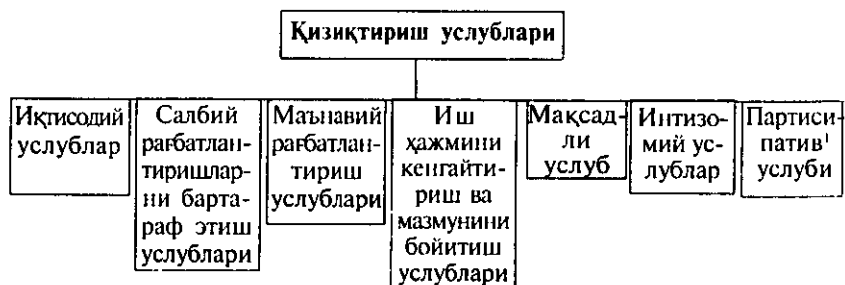 Қизиқтириш услублари
Иқтисодий
услублар
Салбий
рағбатлан-
тиришлар-
ни барта-
раф этиш
услублари
Маънавий
рағбатлан-
тириш
услублари
Иш
ҳажмини
кенгайти-
риш ва
мазмунини
бойитиш
услублари
Мақсад-
ли
услуб
Интизо-
мий ус-
лублар
Партиси-
патив¹
услуби